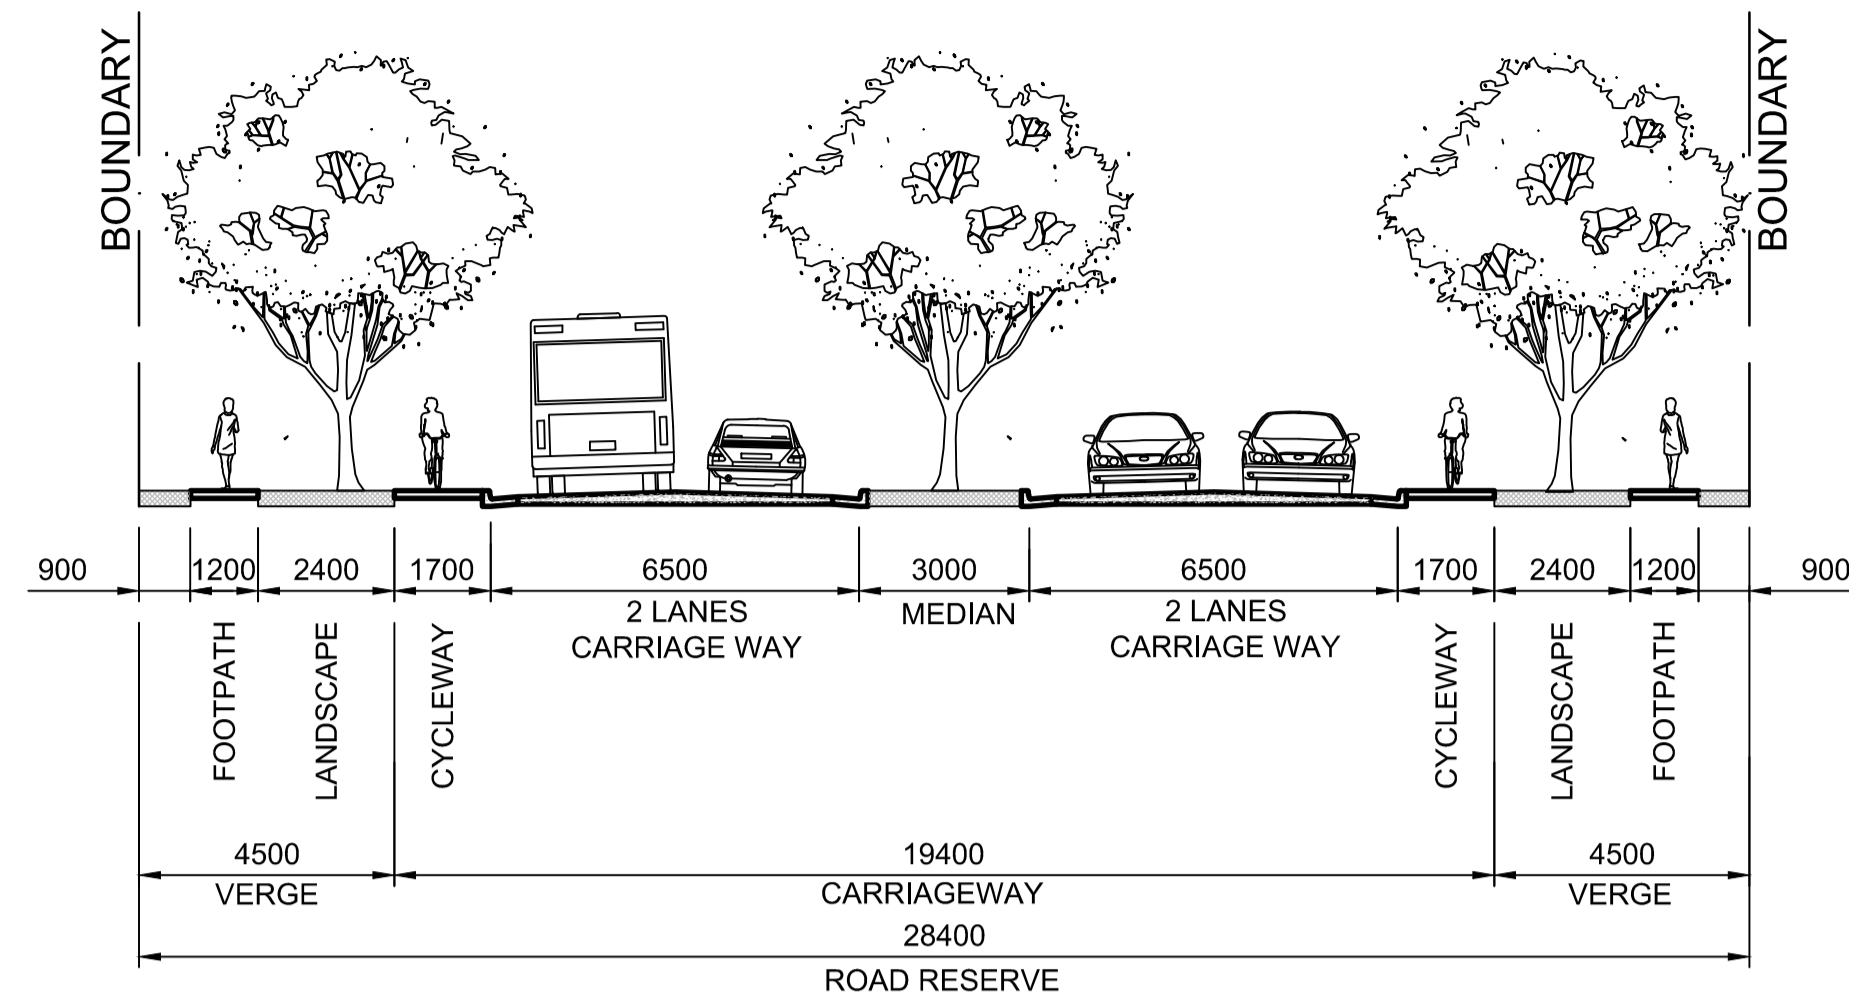 BOUNDARY
BOUNDARY
900 1200 2400 1700 6500 3000 6500 1700 2400 1200 900
2 LANES
CARRIAGE WAY
MEDIAN
2 LANES
CARRIAGE WAY
FOOTPATH
LANDSCAPE
CYCLEWAY
CYCLEWAY
LANDSCAPE
FOOTPATH
4500 19400 4500
VERGE CARRIAGEWAY VERGE
28400
ROAD RESERVE